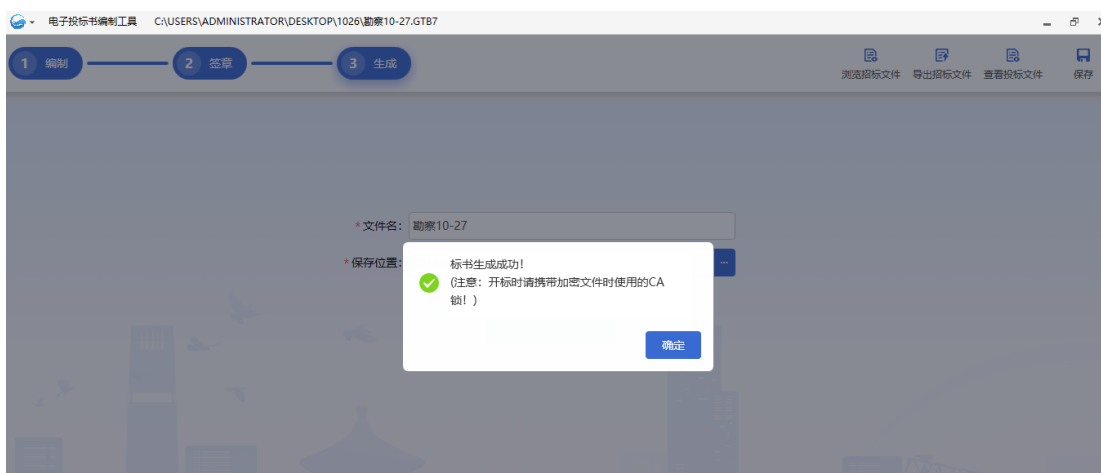 电子投标书编制工具 C:\USERS\ADMINISTRATOR\DESKTOP\1026\勘察10-27.GTB7
1 编制 2 签章 3 生成
浏览招标文件 导出招标文件 查看投标文件 保存
*文件名： 勘察10-27
*保存位置：
...
标书生成成功！
(注意：开标时请携带加密文件时使用的CA
锁！)
确定